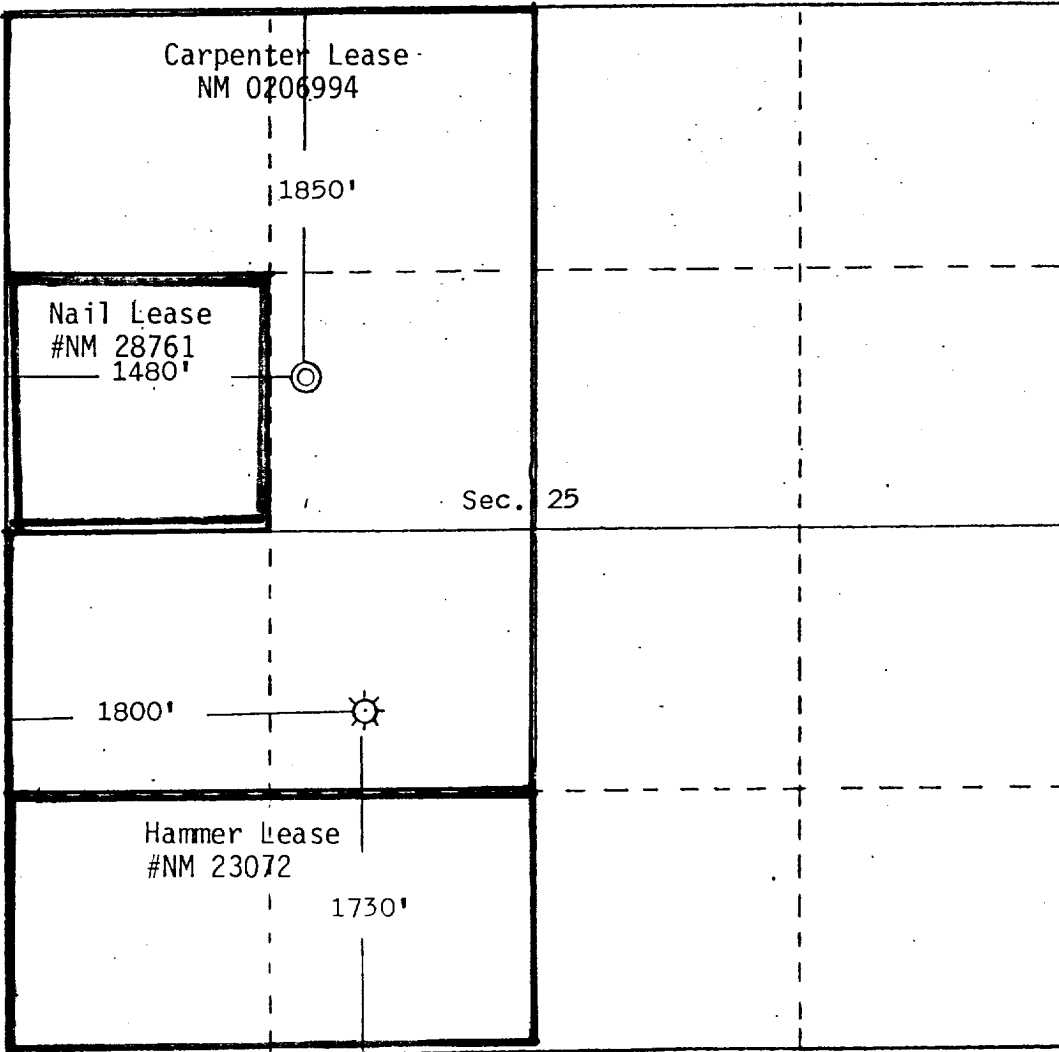 Carpenter Lease
NM 0206994
1850'
Nail Lease
#NM 28761
1480'
Sec. 25
1800'
Hammer Lease
#NM 23072
1730'